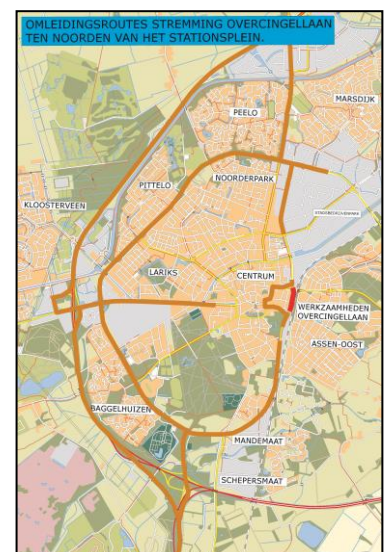 OMLEIDINGSROUTES STREMMING OVERCINGELLAAN
TEN NOORDEN VAN HET STATIONSPLEIN.
MARSDIJK
PEELO
NOORDERPARK
PITTELO
KLOOSTERVEEN
STADSBEDRIJVENPARK
LARIKS
CENTRUM
WERKZAAMHEDEN
OVERCINGELLAAN
ASSEN-OOST
BAGGELHUIZEN
MANDEMAAT
SCHEPERSMAAT